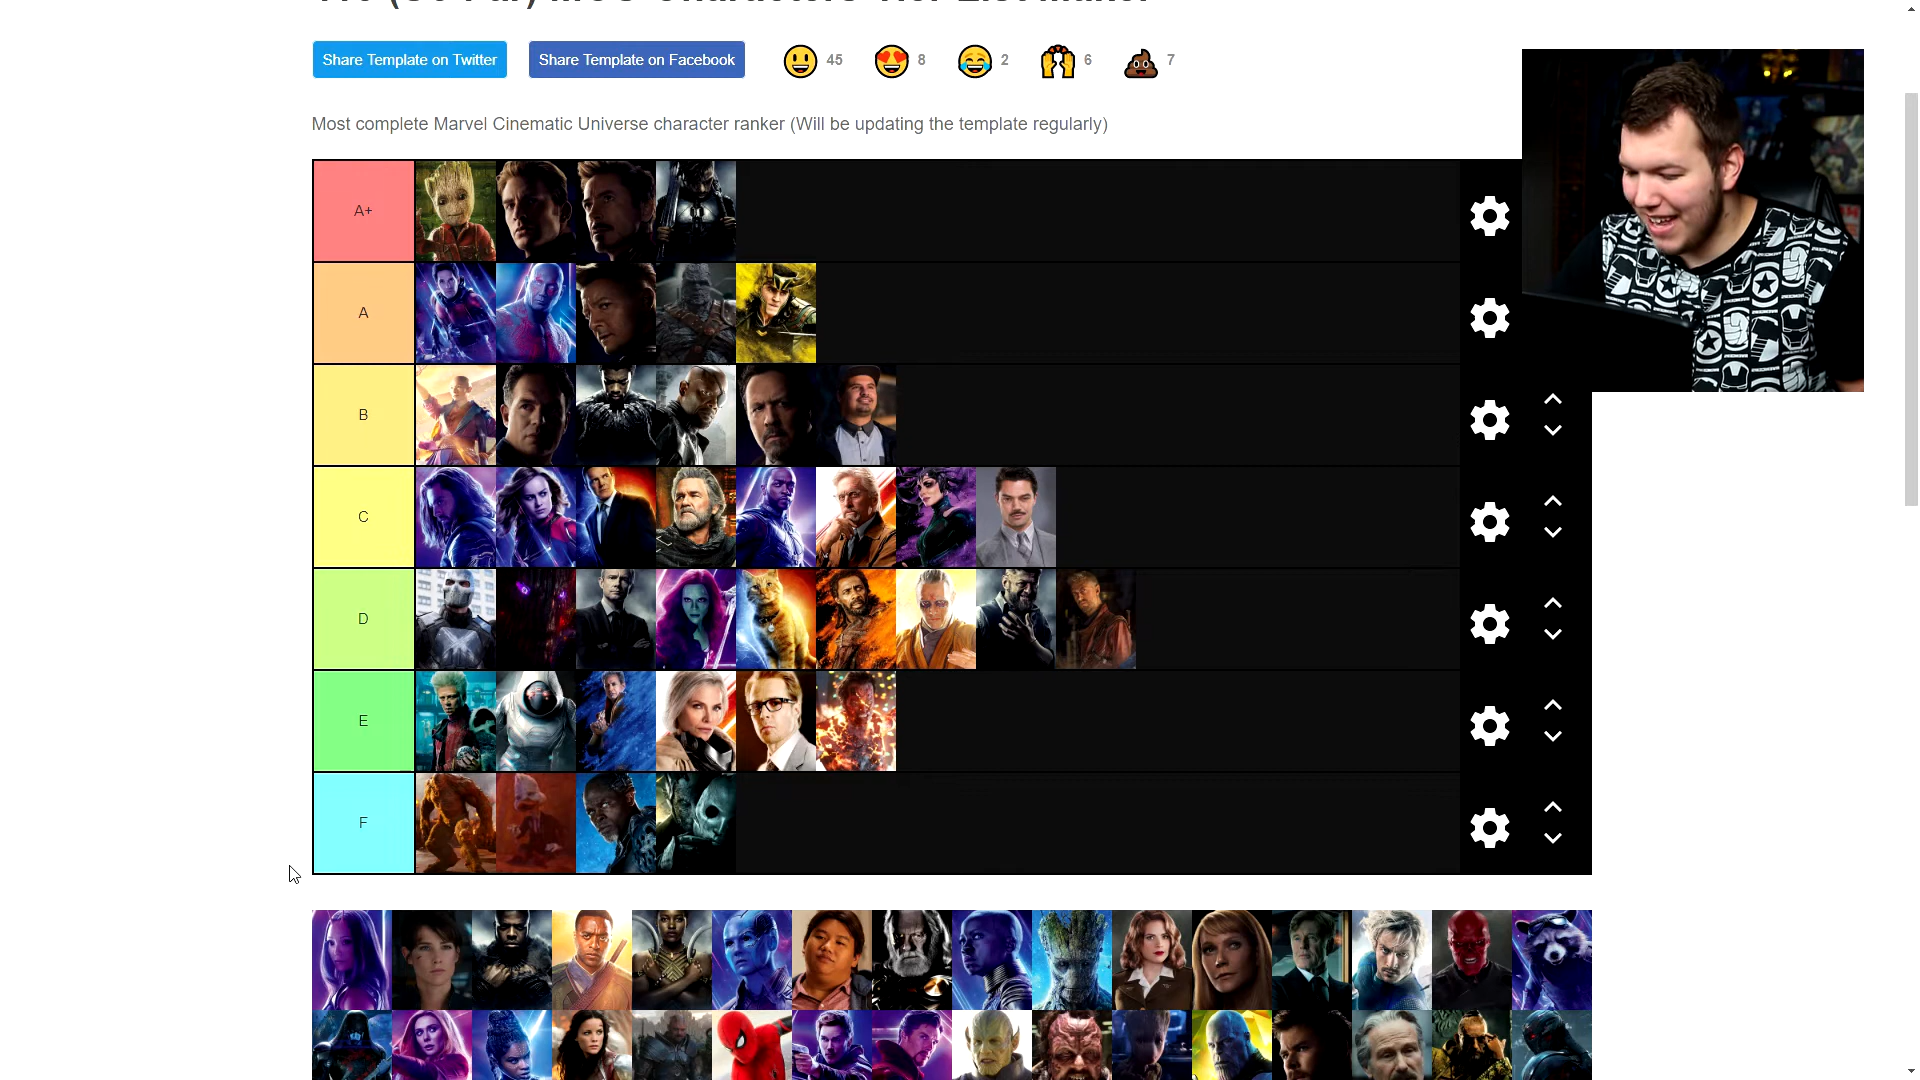 Share Template on Twitter
Share Template on Facebook
45
8
2
6
7
Most complete Marvel Cinematic Universe character ranker (Will be updating the template regularly)
A+
A
B
C
D
E
F